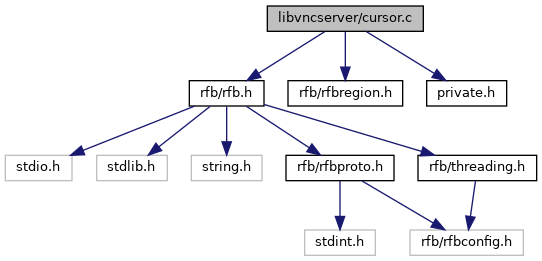 libvncserver/cursor.c
rfb/rfb.h
rfb/rfbregion.h
private.h
stdio.h
stdlib.h
string.h
rfb/rfbproto.h
rfb/threading.h
stdint.h
rfb/rfbconfig.h